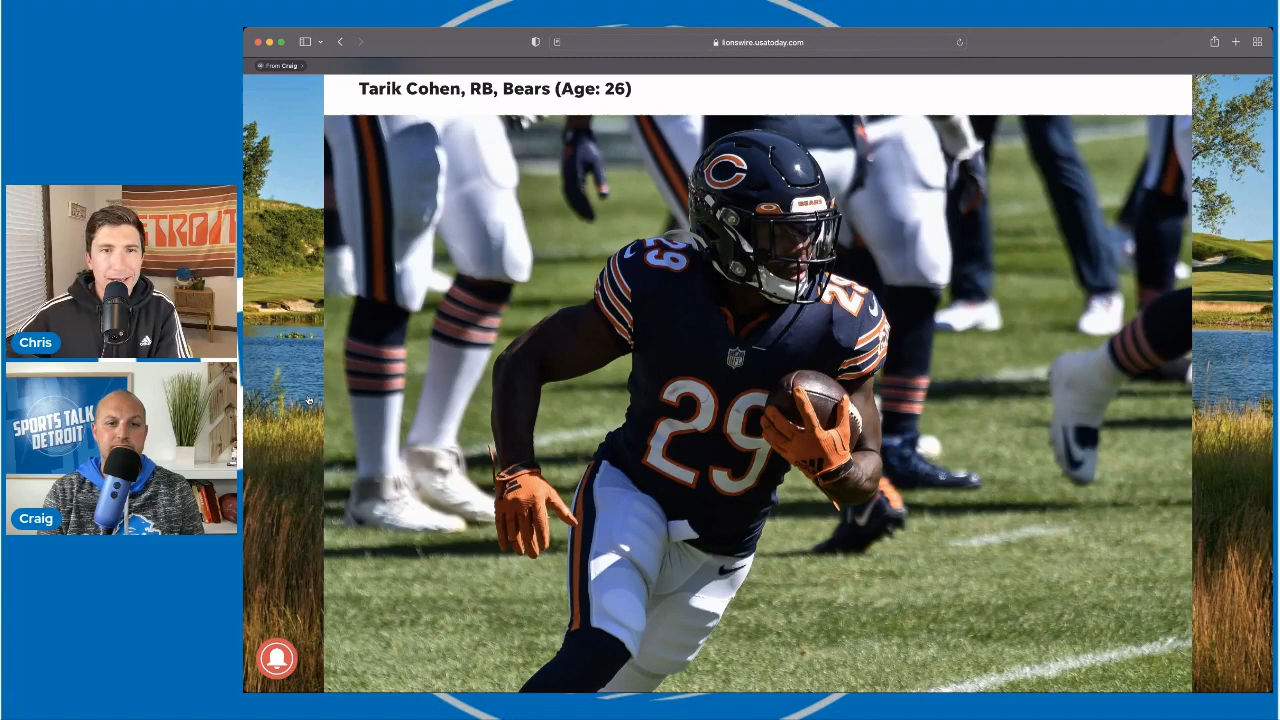 lionswire.usatoday.com
From Craig
Tarik Cohen, RB, Bears (Age: 26)
BEARS
29
29
DETROIT
Chris
SPORTS TALK
DETROIT
Craig